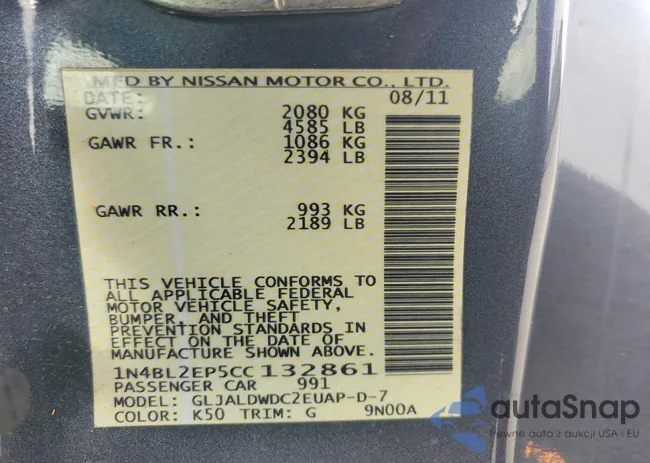 MFD BY NISSAN MOTOR CO., LTD.
DATE: 08/11
GVWR: 2080 KG
4585 LB
GAWR FR.: 1086 KG
2394 LB
GAWR RR.: 993 KG
2189 LB
THIS VEHICLE CONFORMS TO
ALL APPLICABLE FEDERAL
MOTOR VEHICLE SAFETY,
BUMPER, AND THEFT
PREVENTION STANDARDS IN
EFFECT ON THE DATE OF
MANUFACTURE SHOWN ABOVE.
1N4BL2EP5CC132861
PASSENGER CAR 991
MODEL: GLJALDWDC2EUAP-D-7
COLOR: K50 TRIM: G 9N00A
autoSnap
Pewne auta z aukcji USA i EU